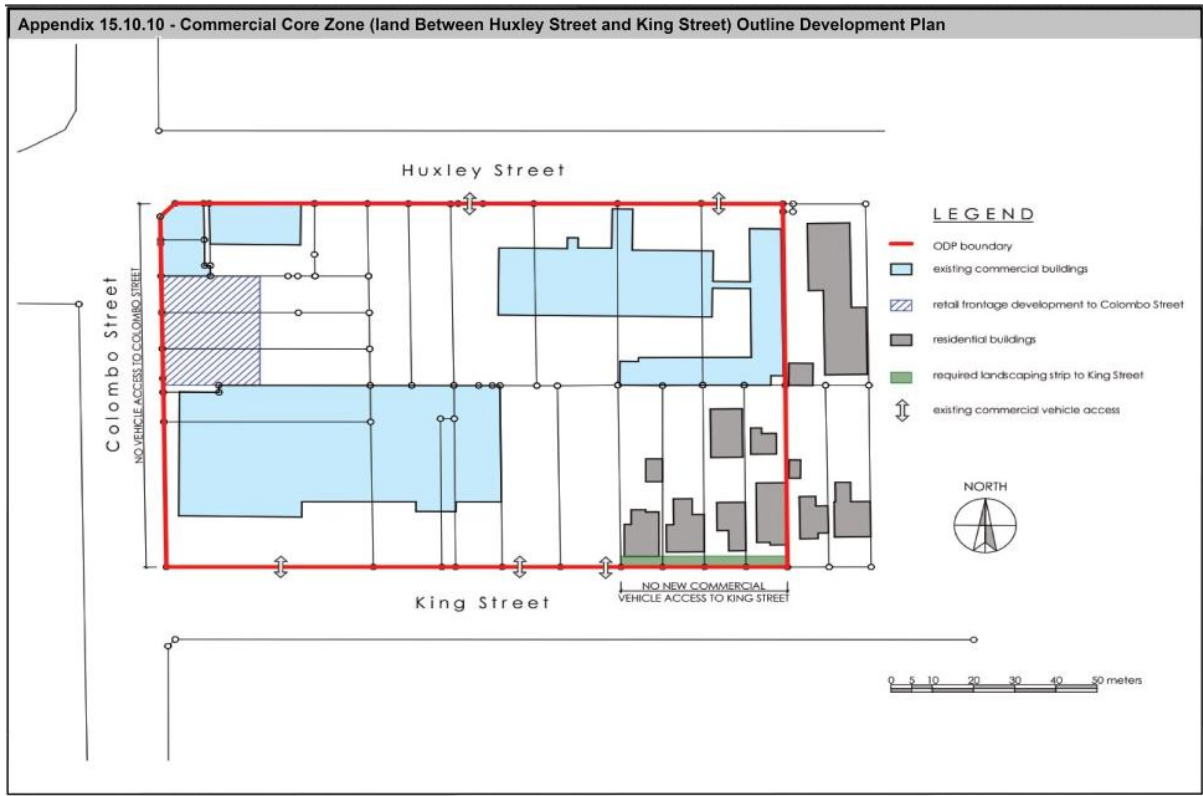 Appendix 15.10.10 - Commercial Core Zone (land Between Huxley Street and King Street) Outline Development Plan
Huxley Street
Colombo Street
NO VEHICLE ACCESS TO COLOMBO STREET
LEGEND
ODP boundary
existing commercial buildings
retail frontage development to Colombo Street
residential buildings
required landscaping strip to King Street
existing commercial vehicle access
NORTH
NO NEW COMMERCIAL
VEHICLE ACCESS TO KING STREET
King Street
0 5 10 20 30 40 50 meters